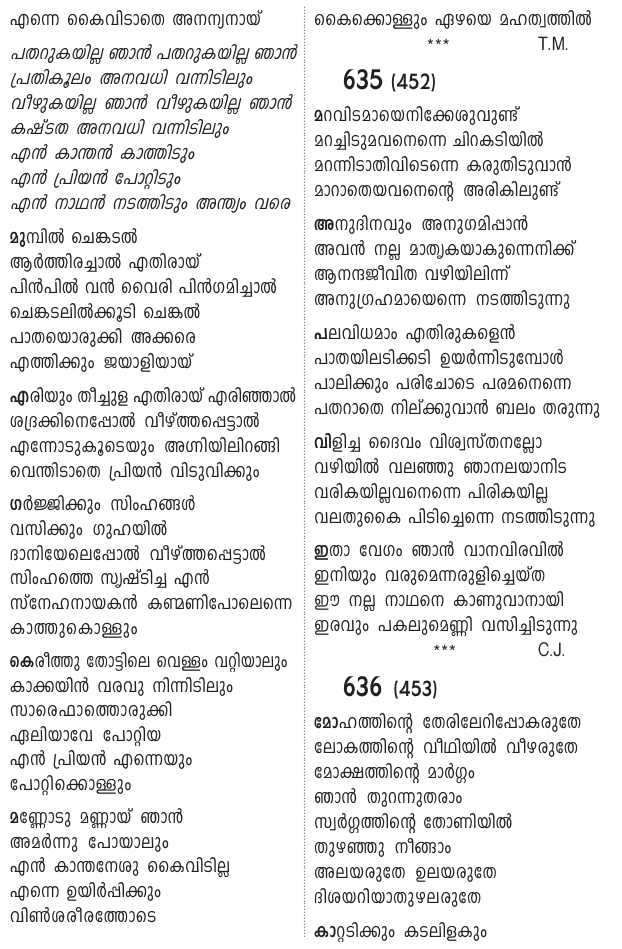 എന്നെ കൈവിടാതെ അനന്യനായ്
പതറുകയില്ല ഞാൻ പതറുകയില്ല ഞാൻ
പ്രതികൂലം അനവധി വന്നിടിലും
വീഴുകയില്ല ഞാൻ വീഴുകയില്ല ഞാൻ
കഷ്ടത അനവധി വന്നിടിലും
എൻ കാന്തൻ കാത്തിടും
എൻ പ്രിയൻ പോറ്റിടും
എൻ നാഥൻ നടത്തിടും അന്ത്യം വരെ
മുമ്പിൽ ചെങ്കടൽ
ആർത്തിരച്ചാൽ എതിരായ്
പിൻപിൽ വൻ വൈരി പിൻഗമിച്ചാൽ
ചെങ്കടലിൽക്കൂടി ചെങ്കൽ
പാതയൊരുക്കി അക്കരെ
എത്തിക്കും ജയാളിയായ്
എരിയും തീച്ചുള എതിരായ് എരിഞ്ഞാൽ
ശദ്രക്കിനെപ്പോൽ വീഴ്ത്തപ്പെട്ടാൽ
എന്നോടുകൂടെയും അഗ്നിയിലിറങ്ങി
വെന്തിടാതെ പ്രിയൻ വിടുവിക്കും
ഗർജ്ജിക്കും സിംഹങ്ങൾ
വസിക്കും ഗുഹയിൽ
ദാനിയേലെപ്പോൽ വീഴ്ത്തപ്പെട്ടാൽ
സിംഹത്തെ സൃഷ്ടിച്ച എൻ
സ്നേഹനായകൻ കണ്മണിപോലെന്നെ
കാത്തുകൊള്ളും
കെരീത്തു തോട്ടിലെ വെള്ളം വറ്റിയാലും
കാക്കയിൻ വരവു നിന്നിടിലും
സാരെഫാത്തൊരുക്കി
ഏലിയാവേ പോറ്റിയ
എൻ പ്രിയൻ എന്നെയും
പോറ്റിക്കൊള്ളും
മണ്ണോടു മണ്ണായ് ഞാൻ
അമർന്നു പോയാലും
എൻ കാന്തനേശു കൈവിടില്ല
എന്നെ ഉയിർപ്പിക്കും
വിൺശരീരത്തോടെ
കൈക്കൊള്ളും ഏഴയെ മഹത്വത്തിൽ
*** T.M.
635 (452)
മറവിടമായെനിക്കേശുവുണ്ട്
മറച്ചിടുമവനെന്നെ ചിറകടിയിൽ
മറന്നിടാതിവിടെന്നെ കരുതിടുവാൻ
മാറാതെയവനെന്റെ അരികിലുണ്ട്
അനുദിനവും അനുഗമിപ്പാൻ
അവൻ നല്ല മാതൃകയാകുന്നെനിക്ക്
ആനന്ദജീവിത വഴിയിലിന്ന്
അനുഗ്രഹമായെന്നെ നടത്തിടുന്നു
പലവിധമാം എതിരുകളെൻ
പാതയിലടിക്കടി ഉയർന്നിടുമ്പോൾ
പാലിക്കും പരിചോടെ പരമനെന്നെ
പതറാതെ നില്ക്കുവാൻ ബലം തരുന്നു
വിളിച്ച ദൈവം വിശ്വസ്തനല്ലോ
വഴിയിൽ വലഞ്ഞു ഞാനലയാനിട
വരികയില്ലവനെന്നെ പിരികയില്ല
വലതുകൈ പിടിച്ചെന്നെ നടത്തിടുന്നു
ഇതാ വേഗം ഞാൻ വാനവിരവിൽ
ഇനിയും വരുമെന്നരുളിച്ചെയ്ത
ഈ നല്ല നാഥനെ കാണുവാനായി
ഇരവും പകലുമെണ്ണി വസിച്ചിടുന്നു
*** C.J.
636 (453)
മോഹത്തിന്റെ തേരിലേറിപ്പോകരുതേ
ലോകത്തിന്റെ വീഥിയിൽ വീഴരുതേ
മോക്ഷത്തിന്റെ മാർഗ്ഗം
ഞാൻ തുറന്നുതരാം
സ്വർഗ്ഗത്തിന്റെ തോണിയിൽ
തുഴഞ്ഞു നീങ്ങാം
അലയരുതേ ഉലയരുതേ
ദിശയറിയാതുഴലരുതേ
കാറ്റടിക്കും കടലിളകും